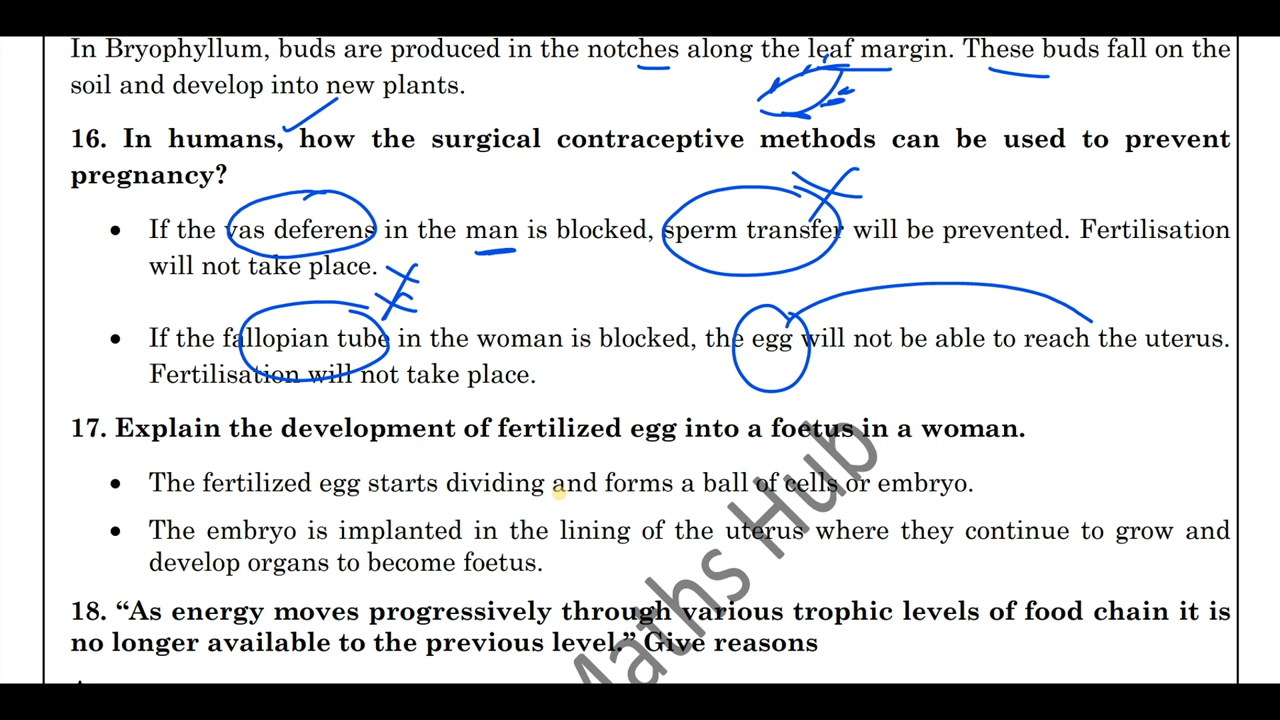 In Bryophyllum, buds are produced in the notches along the leaf margin. These buds fall on the
soil and develop into new plants.
16. In humans, how the surgical contraceptive methods can be used to prevent
pregnancy?
• If the vas deferens in the man is blocked, sperm transfer will be prevented. Fertilisation
will not take place.
• If the fallopian tube in the woman is blocked, the egg will not be able to reach the uterus.
Fertilisation will not take place.
17. Explain the development of fertilized egg into a foetus in a woman.
• The fertilized egg starts dividing and forms a ball of cells or embryo.
• The embryo is implanted in the lining of the uterus where they continue to grow and
develop organs to become foetus.
18. “As energy moves progressively through various trophic levels of food chain it is
no longer available to the previous level.” Give reasons
Maths Hub